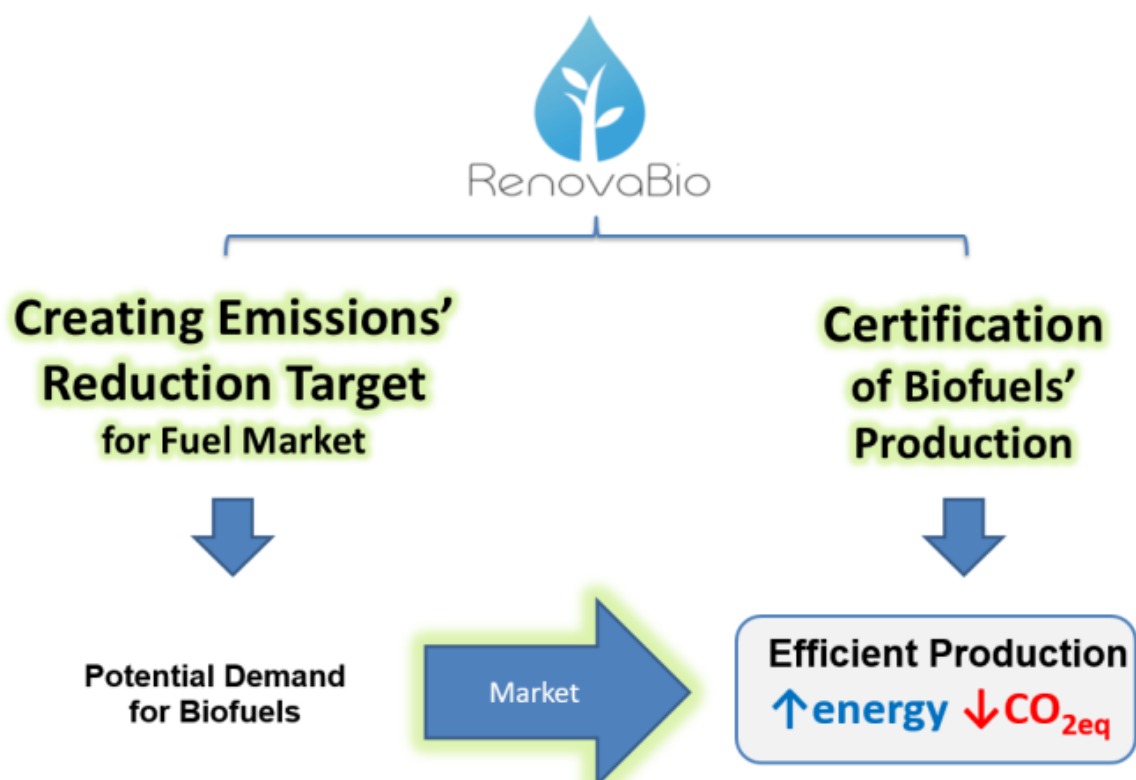 RenovaBio
Creating Emissions’
Reduction Target
for Fuel Market
Certification
of Biofuels’
Production
Potential Demand
for Biofuels
Market
Efficient Production
↑energy ↓CO2eq